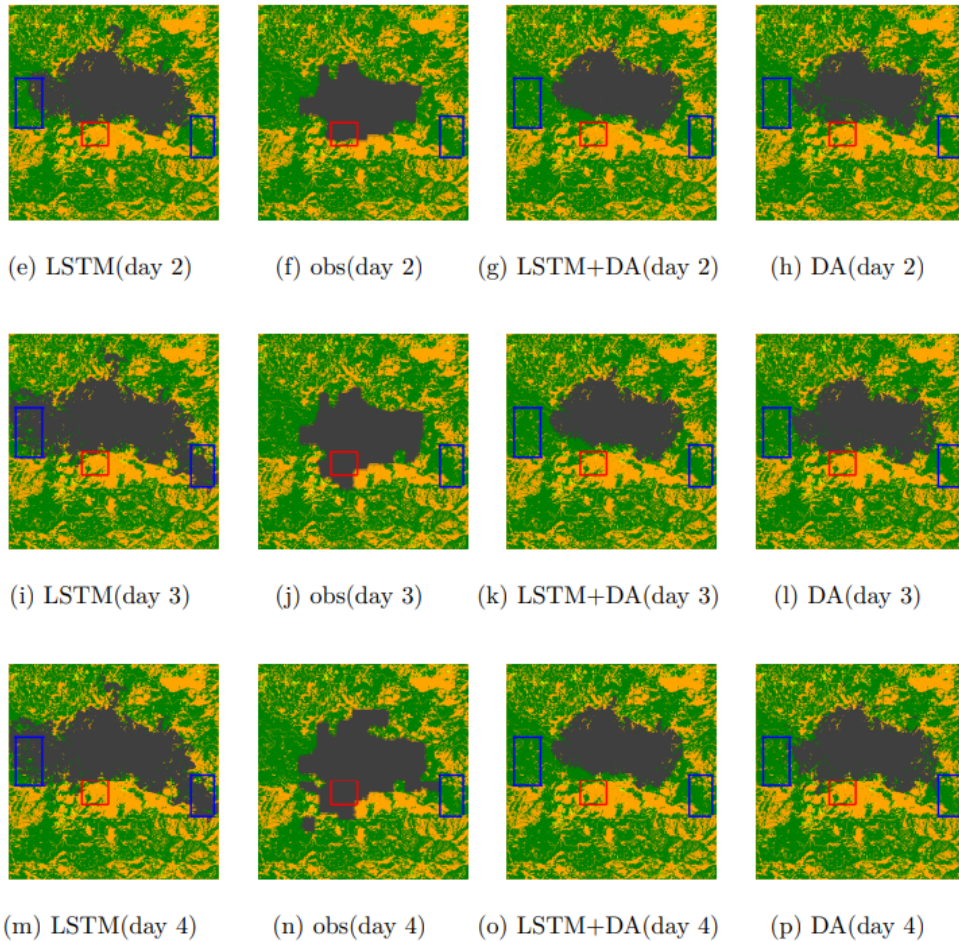 (e) LSTM(day 2) (f) obs(day 2) (g) LSTM+DA(day 2) (h) DA(day 2)
(i) LSTM(day 3) (j) obs(day 3) (k) LSTM+DA(day 3) (l) DA(day 3)
(m) LSTM(day 4) (n) obs(day 4) (o) LSTM+DA(day 4) (p) DA(day 4)